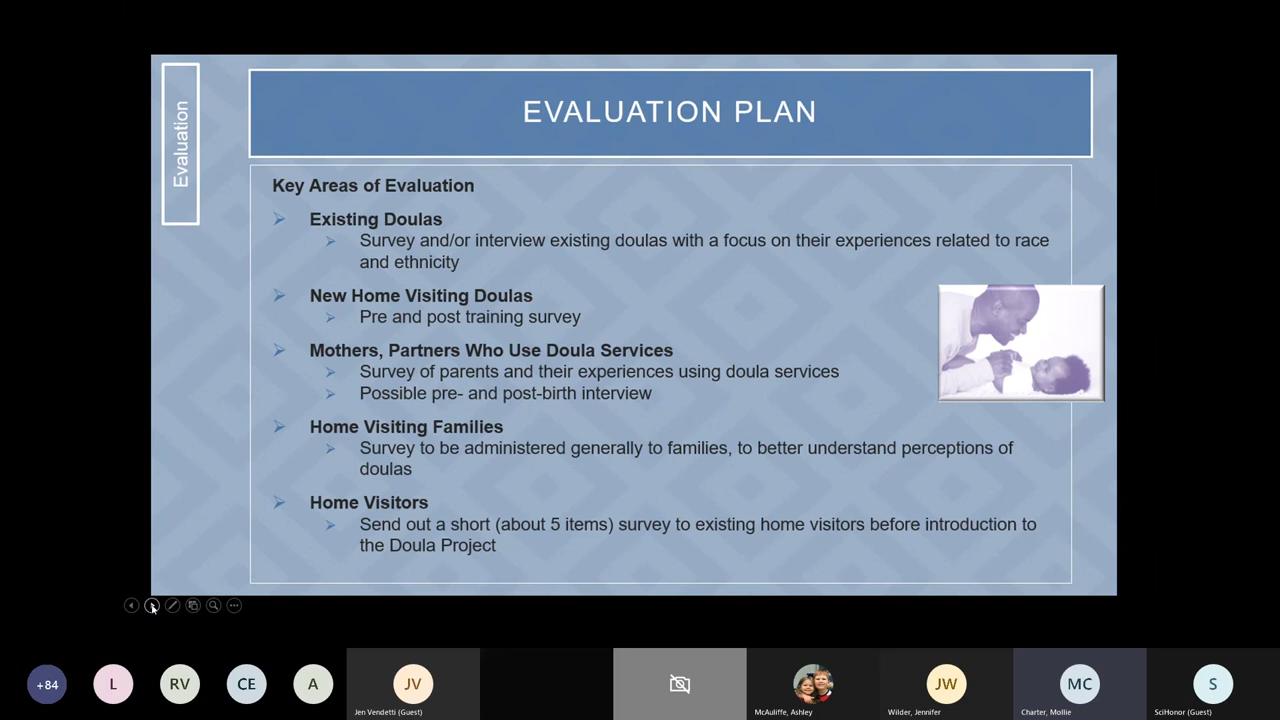 Evaluation
EVALUATION PLAN
Key Areas of Evaluation
Existing Doulas
Survey and/or interview existing doulas with a focus on their experiences related to race
and ethnicity
New Home Visiting Doulas
Pre and post training survey
Mothers, Partners Who Use Doula Services
Survey of parents and their experiences using doula services
Possible pre- and post-birth interview
Home Visiting Families
Survey to be administered generally to families, to better understand perceptions of
doulas
Home Visitors
Send out a short (about 5 items) survey to existing home visitors before introduction to
the Doula Project
+84
L
RV
CE
A
JV
JW
MC
S
Jen Vendetti (Guest)
McAuliffe, Ashley
Wilder, Jennifer
Charter, Mollie
SciHonor (Guest)